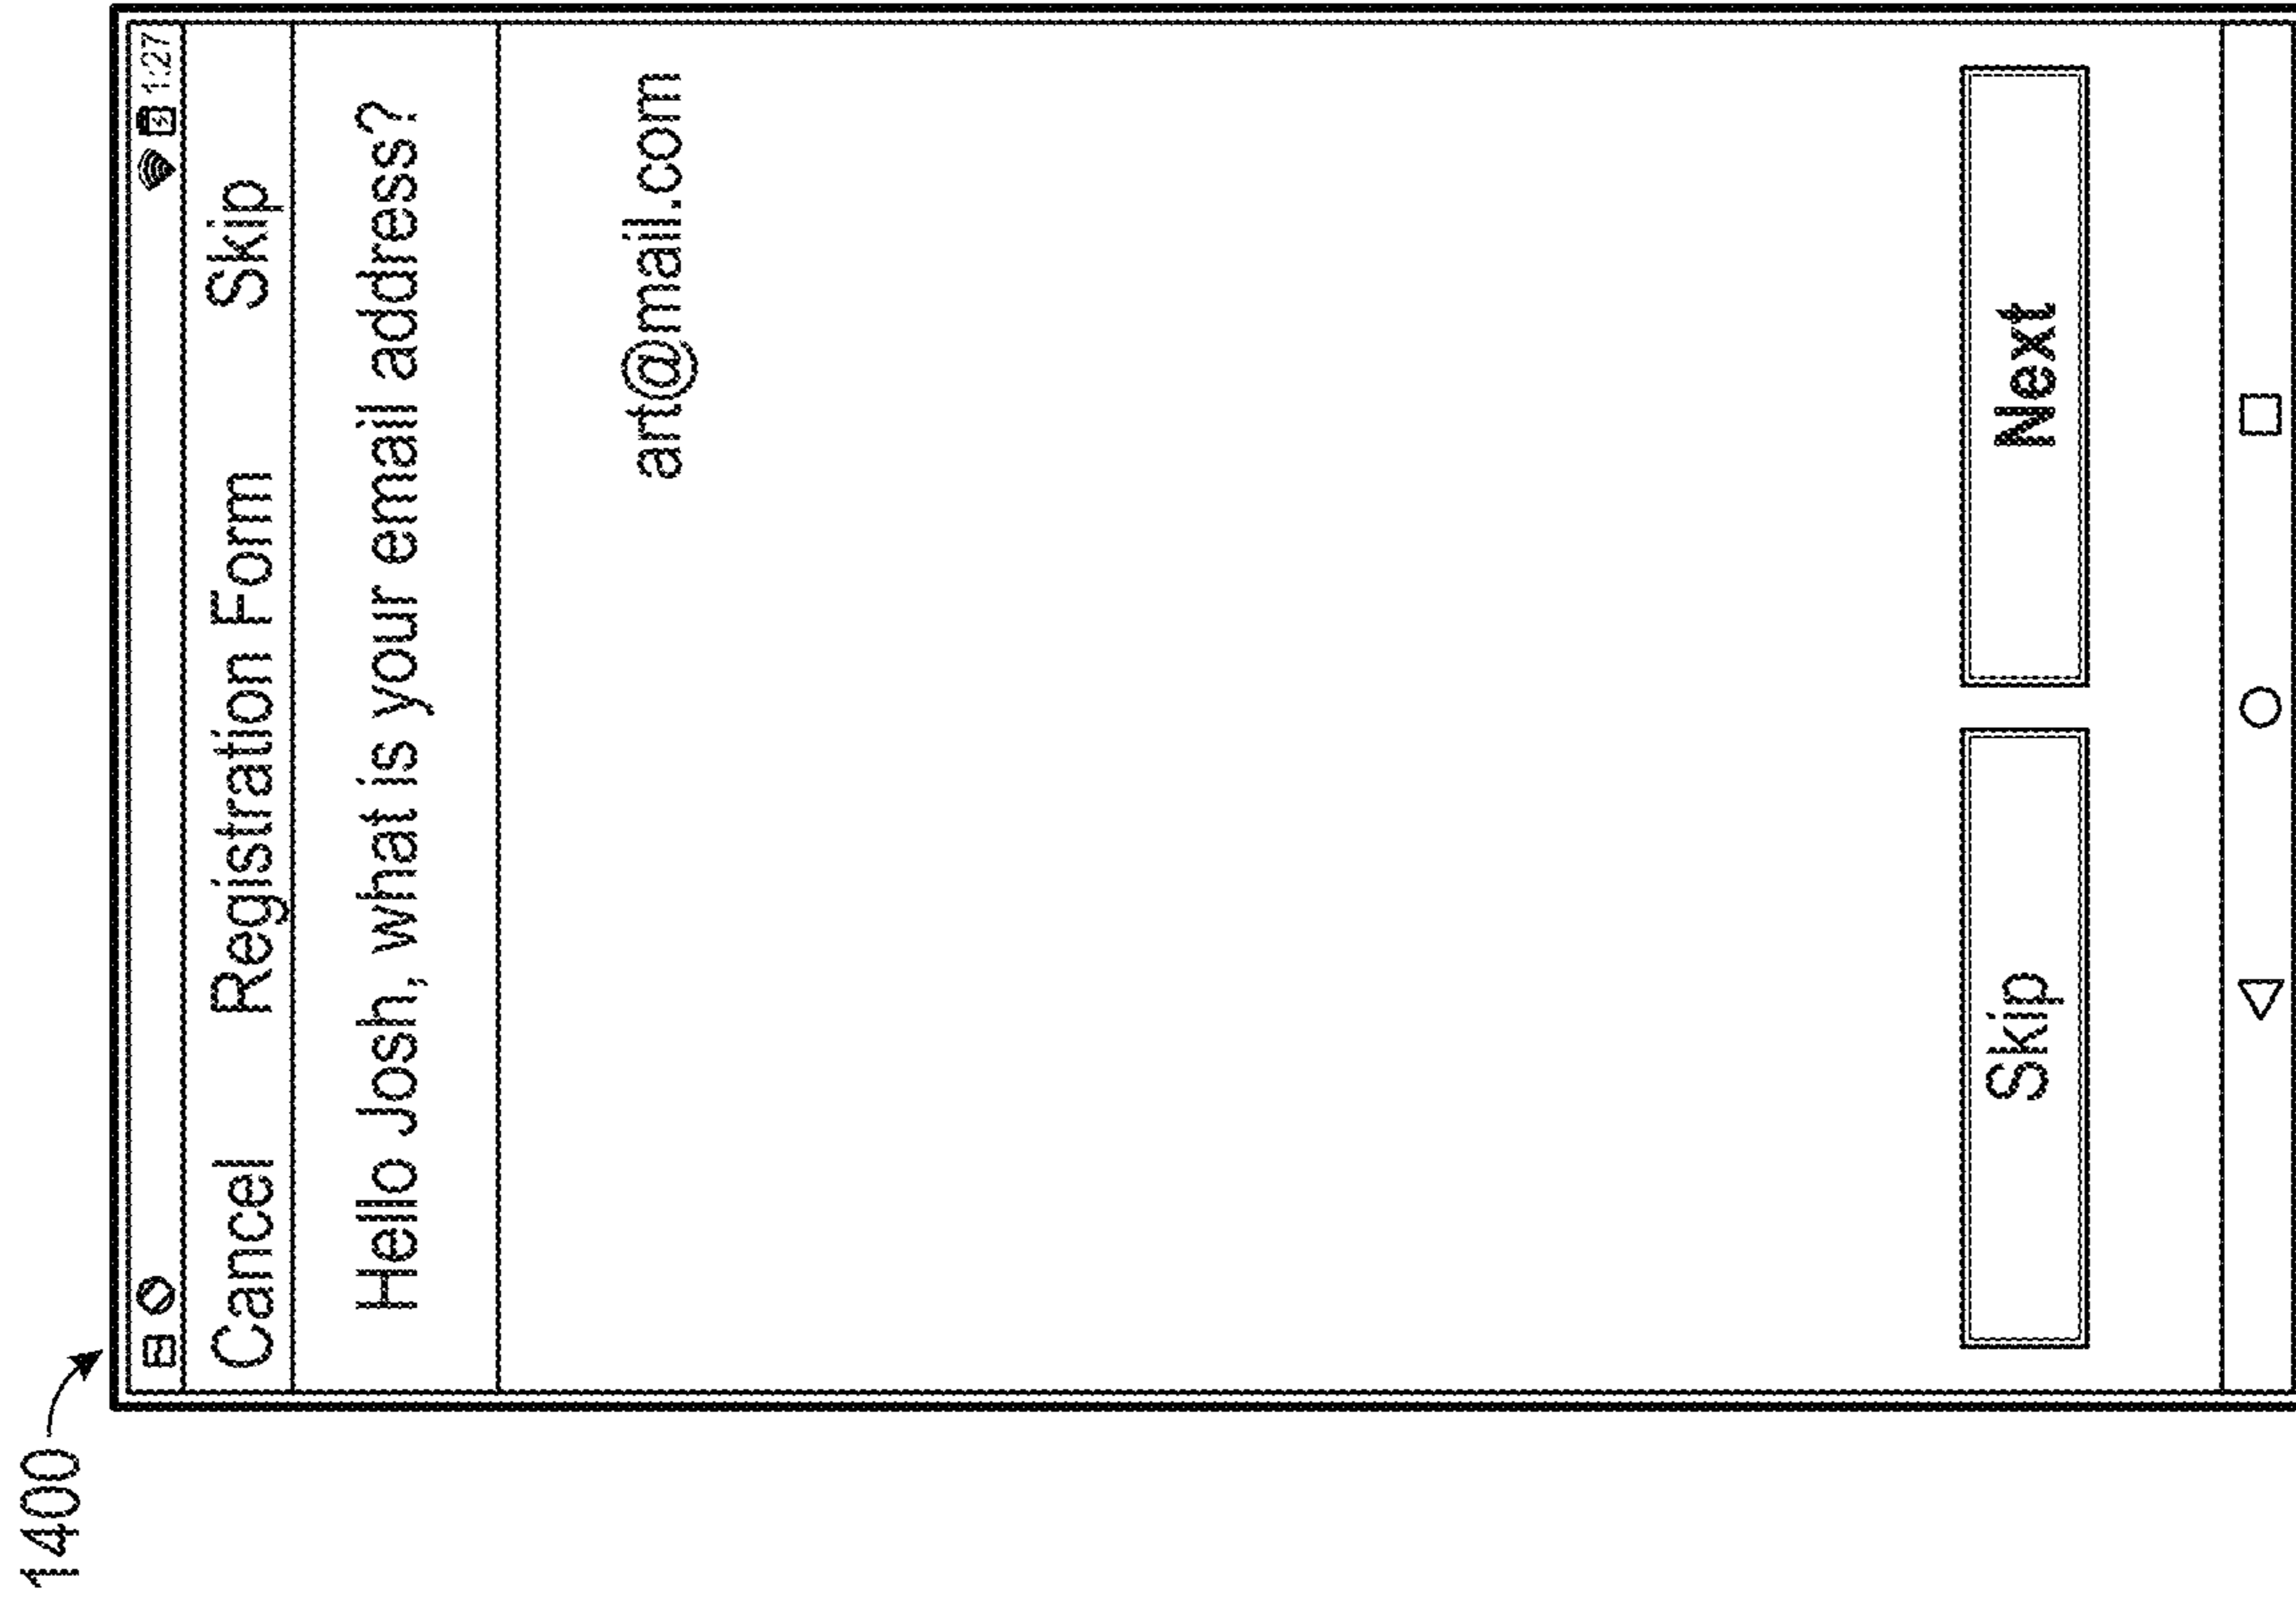 1400
1:27
Cancel Registration Form Skip
Hello Josh, what is your email address?
art@mail.com
Skip Next